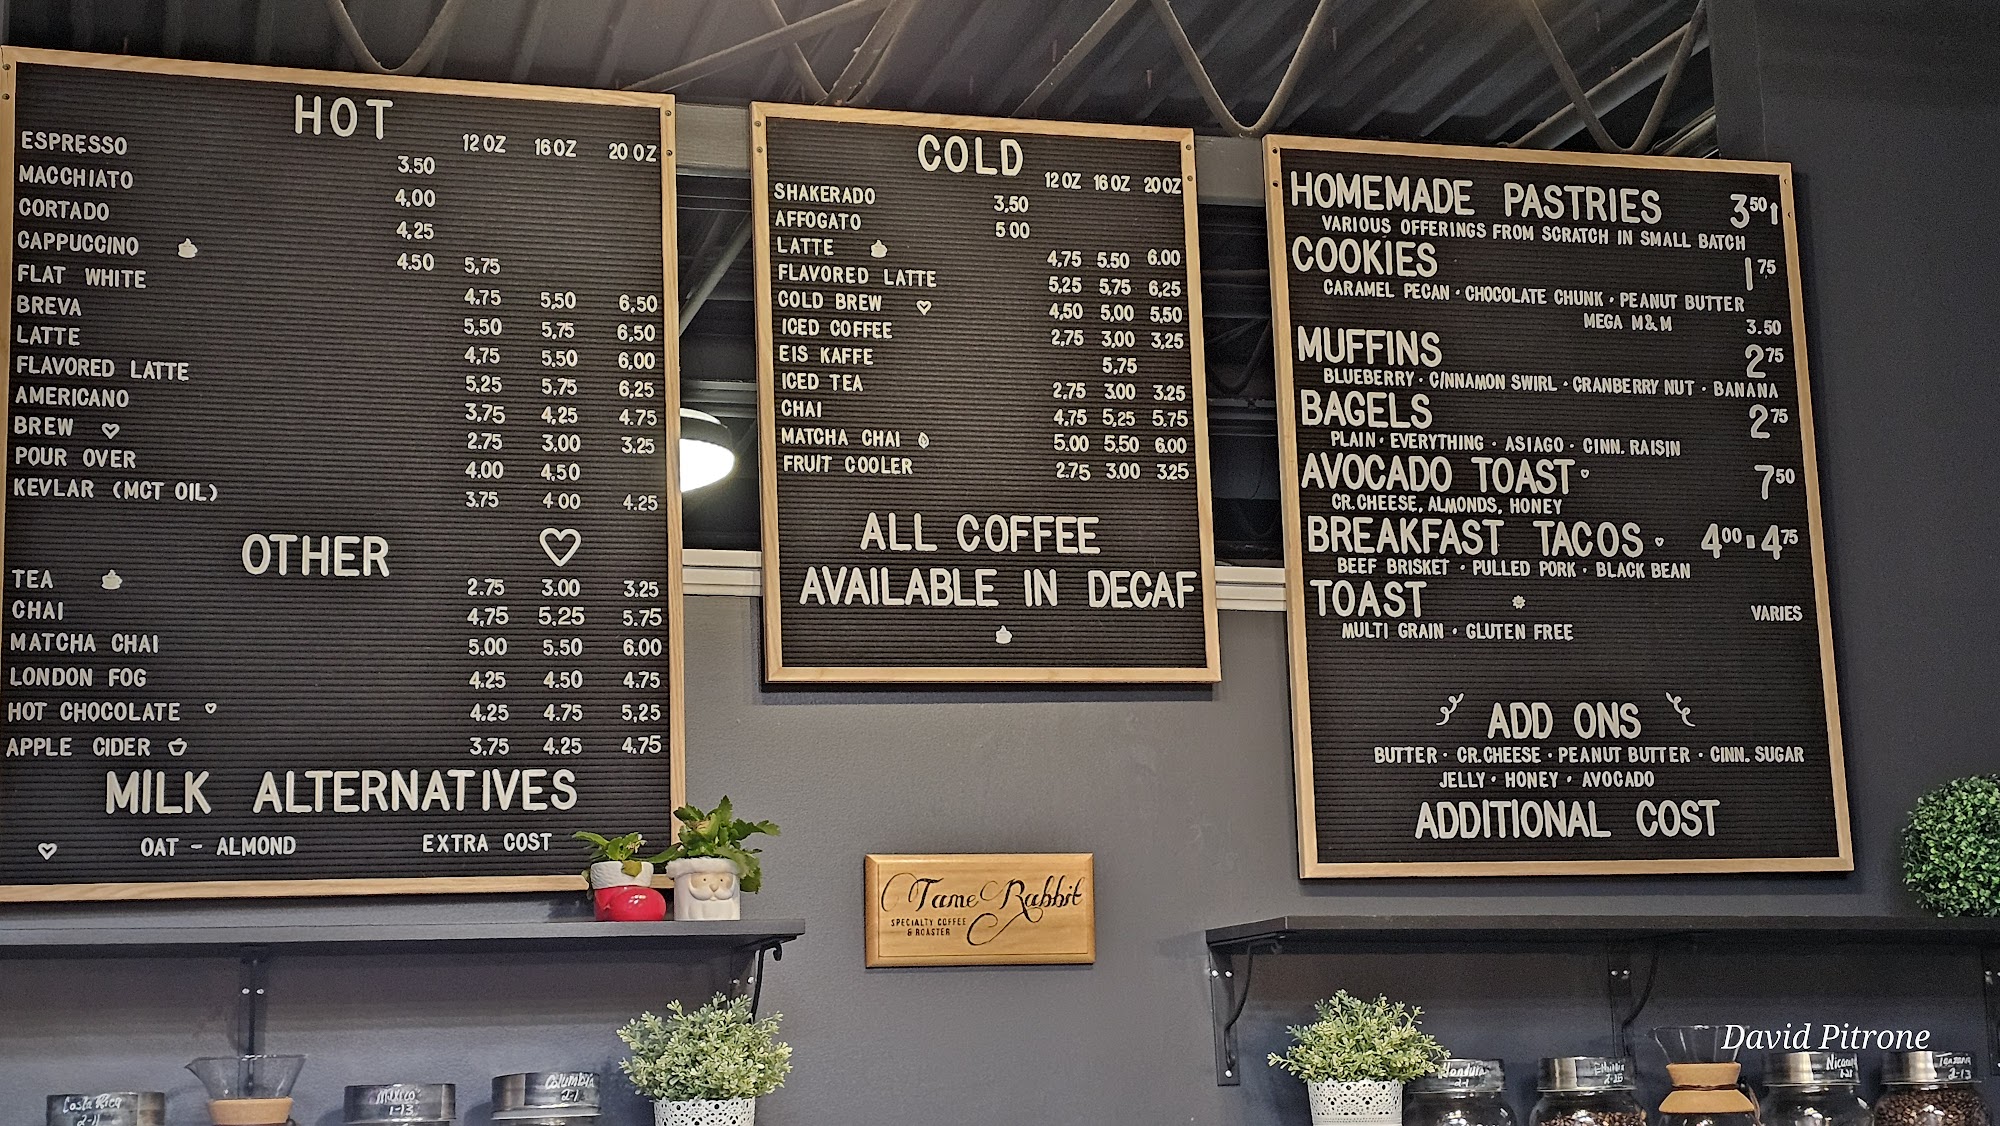 HOT
12 OZ 16 OZ 20 OZ
ESPRESSO 3.50
MACCHIATO 4.00
CORTADO 4.25
CAPPUCCINO 4.50 5.75
FLAT WHITE 4.75 5.50 6.50
BREVA 5.50 5.75 6.50
LATTE 4.75 5.50 6.00
FLAVORED LATTE 5.25 5.75 6.25
AMERICANO 3.75 4.25 4.75
BREW 2.75 3.00 3.25
POUR OVER 4.00 4.50
KEVLAR (MCT OIL) 3.75 4 00 4.25
OTHER
TEA 2.75 3.00 3.25
CHAI 4.75 5.25 5.75
MATCHA CHAI 5.00 5.50 6.00
LONDON FOG 4.25 4.50 4.75
HOT CHOCOLATE 4.25 4.75 5.25
APPLE CIDER 3.75 4.25 4.75
MILK ALTERNATIVES
OAT - ALMOND EXTRA COST
COLD
12 OZ 16 OZ 20 OZ
SHAKERADO 3.50
AFFOGATO 5 00
LATTE 4.75 5.50 6.00
FLAVORED LATTE 5.25 5.75 6.25
COLD BREW 4.50 5.00 5.50
ICED COFFEE 2.75 3.00 3.25
EIS KAFFE 5.75
ICED TEA 2.75 3.00 3.25
CHAI 4.75 5.25 5.75
MATCHA CHAI 5.00 5.50 6.00
FRUIT COOLER 2.75 3.00 3.25
ALL COFFEE
AVAILABLE IN DECAF
HOMEMADE PASTRIES 3 50 ↑
VARIOUS OFFERINGS FROM SCRATCH IN SMALL BATCH
COOKIES 1 75
CARAMEL PECAN · CHOCOLATE CHUNK · PEANUT BUTTER
MEGA M&M 3.50
MUFFINS 2 75
BLUEBERRY · CINNAMON SWIRL · CRANBERRY NUT · BANANA
BAGELS 2 75
PLAIN · EVERYTHING · ASIAGO · CINN. RAISIN
AVOCADO TOAST 7 50
CR.CHEESE, ALMONDS, HONEY
BREAKFAST TACOS 4 00 4 75
BEEF BRISKET · PULLED PORK · BLACK BEAN
TOAST VARIES
MULTI GRAIN · GLUTEN FREE
ADD ONS
BUTTER · CR.CHEESE · PEANUT BUTTER · CINN. SUGAR
JELLY · HONEY · AVOCADO
ADDITIONAL COST
Tame Rabbit
SPECIALTY COFFEE
& ROASTER
Costa Rica
2-11
Mexico
1-13
Columbia
2-1
Honduras
2-1
2-25
Tanzania
2-13
David Pitrone